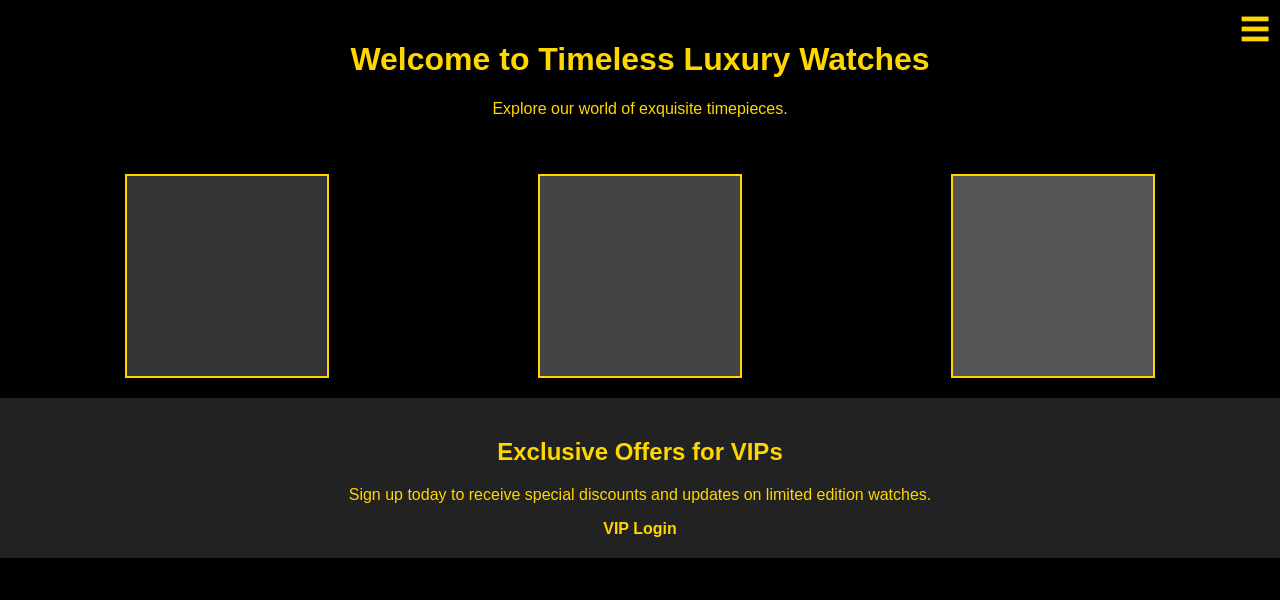 Welcome to Timeless Luxury Watches
Explore our world of exquisite timepieces.
Exclusive Offers for VIPs
Sign up today to receive special discounts and updates on limited edition watches.
VIP Login